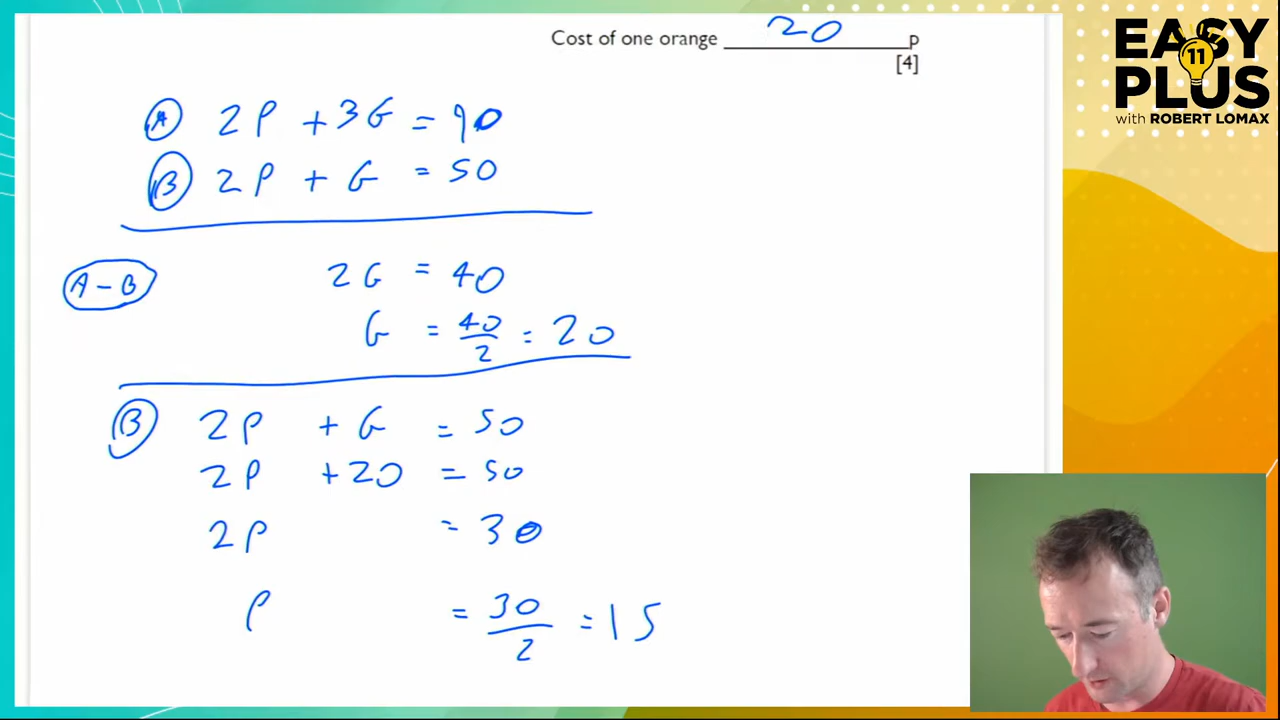 Cost of one orange 20 p
[4]
EASY
11
PLUS
with ROBERT LOMAX
A 2P + 3G = 90
B 2P + G = 50
A - B 2G = 40
G = 40/2 = 20
B 2P + G = 50
2P + 20 = 50
2P = 30
P = 30/2 = 15